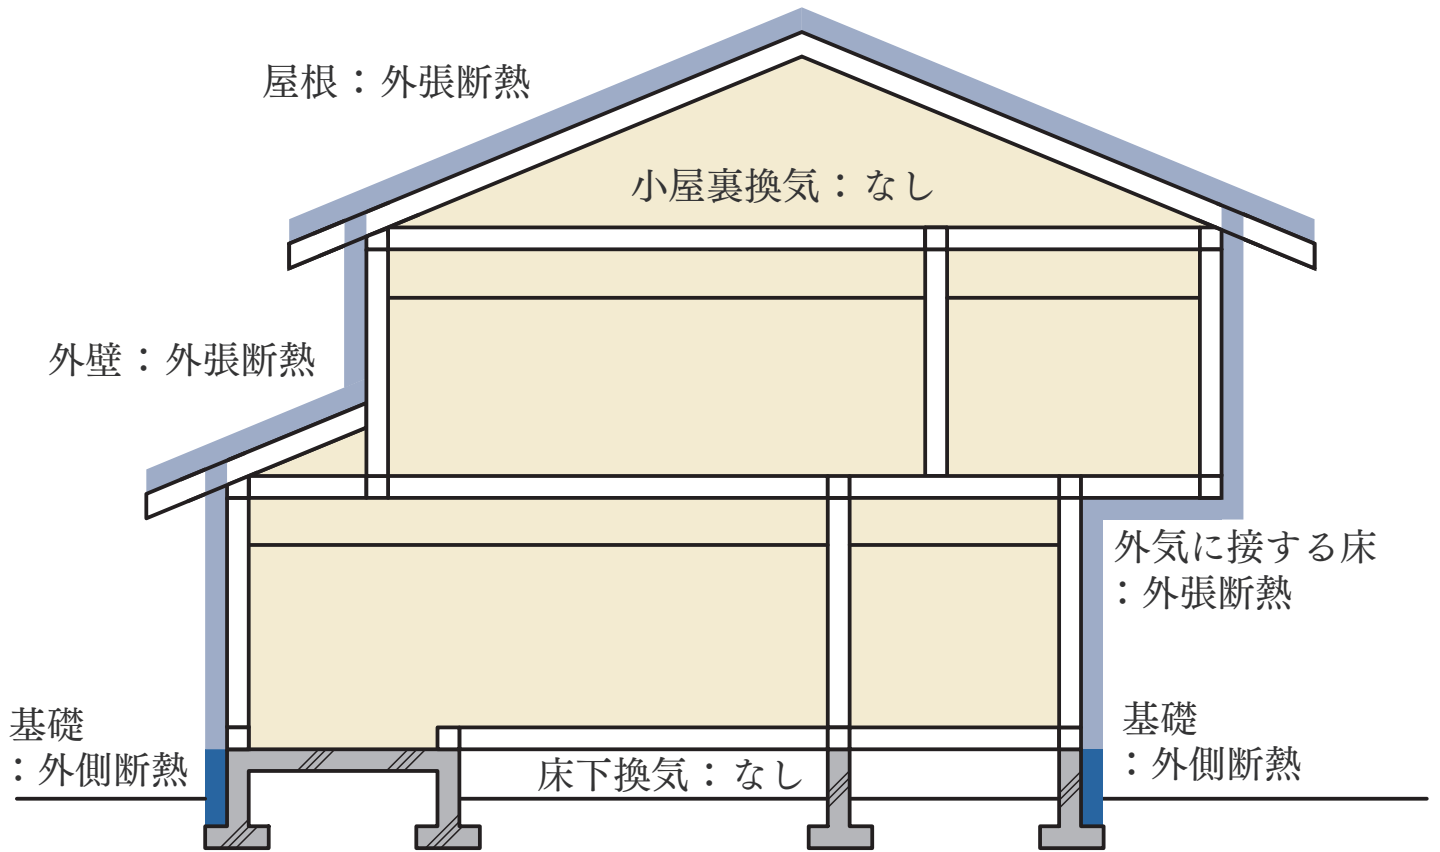 屋根：外張断熱
小屋裏換気：なし
外壁：外張断熱
外気に接する床
：外張断熱
基礎
：外側断熱
床下換気：なし
基礎
：外側断熱